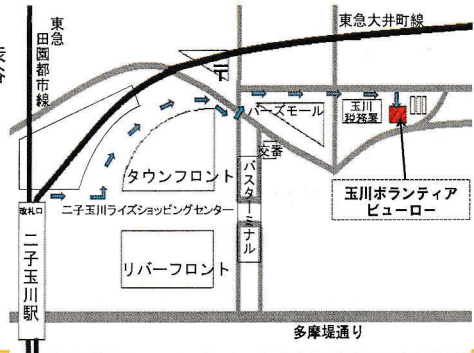 東急
田園都市線
渋谷
東急大井町線
〒
バーズモール
玉川
税務署
交番
タウンフロント
バスターミナル
玉川ボランティア
ビューロー
改札口
二子玉川ライズショッピングセンター
二子玉川駅
リバーフロント
多摩堤通り